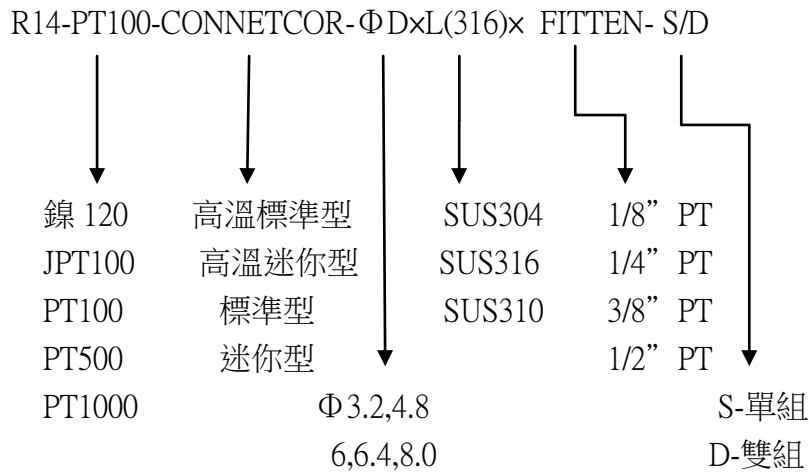 R14-PT100-CONNETCOR-ΦD×L(316)× FITTEN- S/D
鎳 120 高溫標準型 SUS304 1/8” PT
JPT100 高溫迷你型 SUS316 1/4” PT
PT100 標準型 SUS310 3/8” PT
PT500 迷你型 1/2” PT
PT1000 Φ3.2,4.8 S-單組
6,6.4,8.0 D-雙組